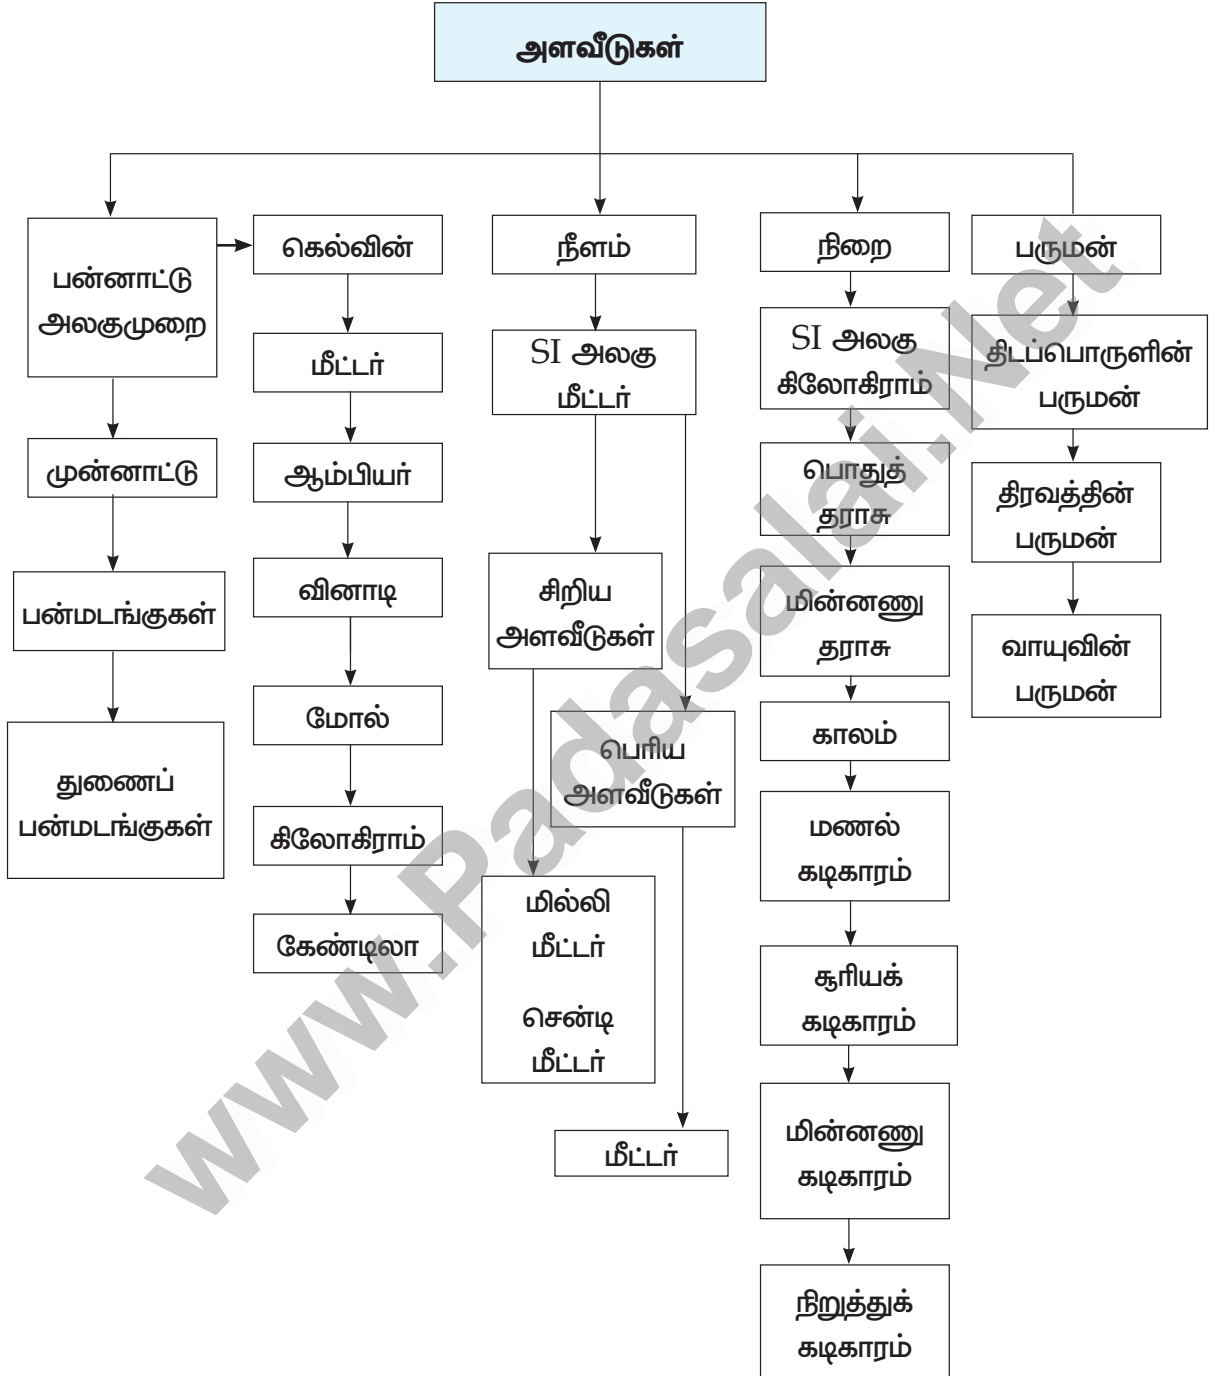 அளவீடுகள்
பன்னாட்டு
அலகுமுறை
முன்னாட்டு
பன்மடங்குகள்
துணைப்
பன்மடங்குகள்
கெல்வின்
மீட்டர்
ஆம்பியர்
வினாடி
மோல்
கிலோகிராம்
கேண்டிலா
நீளம்
SI அலகு
மீட்டர்
சிறிய
அளவீடுகள்
மில்லி
மீட்டர்
சென்டி
மீட்டர்
பெரிய
அளவீடுகள்
மீட்டர்
நிறை
SI அலகு
கிலோகிராம்
பொதுத்
தராசு
மின்னணு
தராசு
காலம்
மணல்
கடிகாரம்
சூரியக்
கடிகாரம்
மின்னணு
கடிகாரம்
நிறுத்துக்
கடிகாரம்
பருமன்
திடப்பொருளின்
பருமன்
திரவத்தின்
பருமன்
வாயுவின்
பருமன்
www.Padasalai.Net